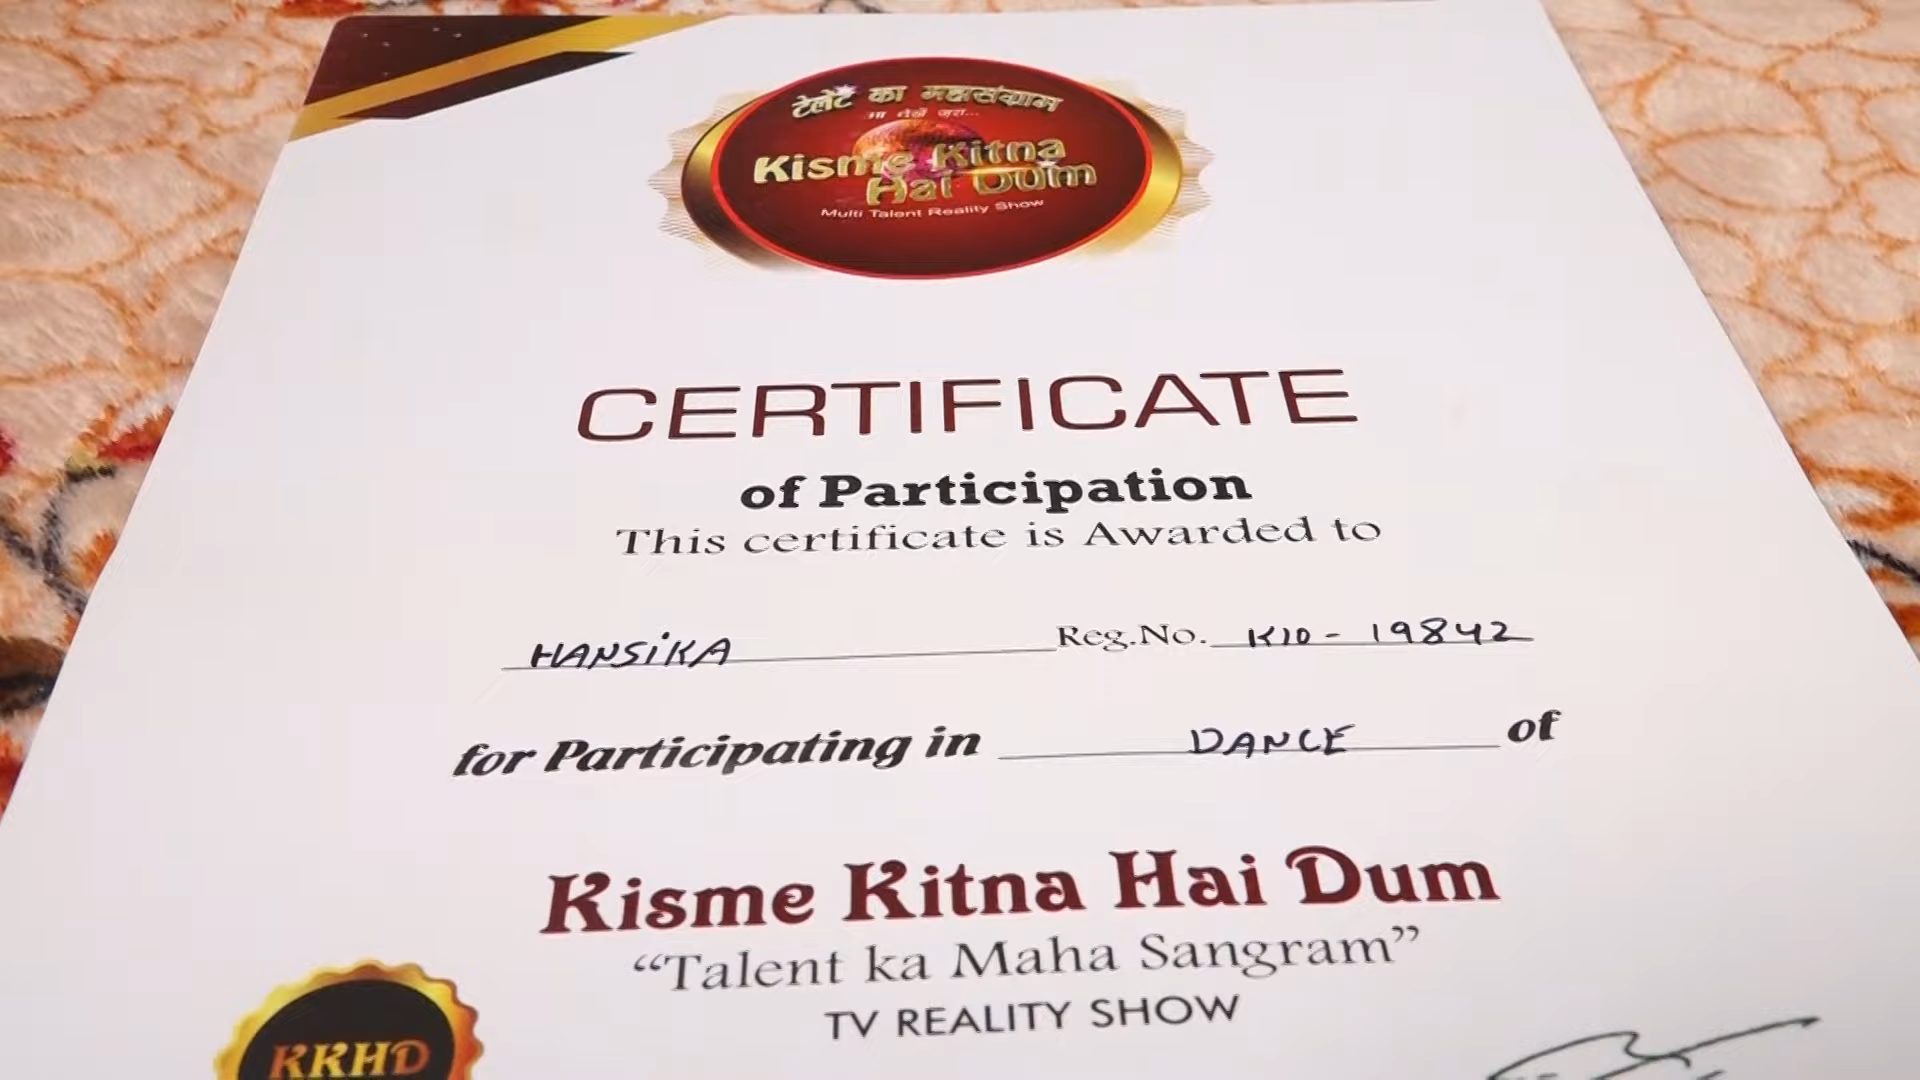 टेलेंट का महासंग्राम
आ देखें ज़रा...
Kisme Kitna
Hai Dum
Multi Talent Reality Show
CERTIFICATE
of Participation
This certificate is Awarded to
HANSIKA Reg.No. K10 - 19842
for Participating in DANCE of
Kisme Kitna Hai Dum
“Talent ka Maha Sangram”
TV REALITY SHOW
KKHD